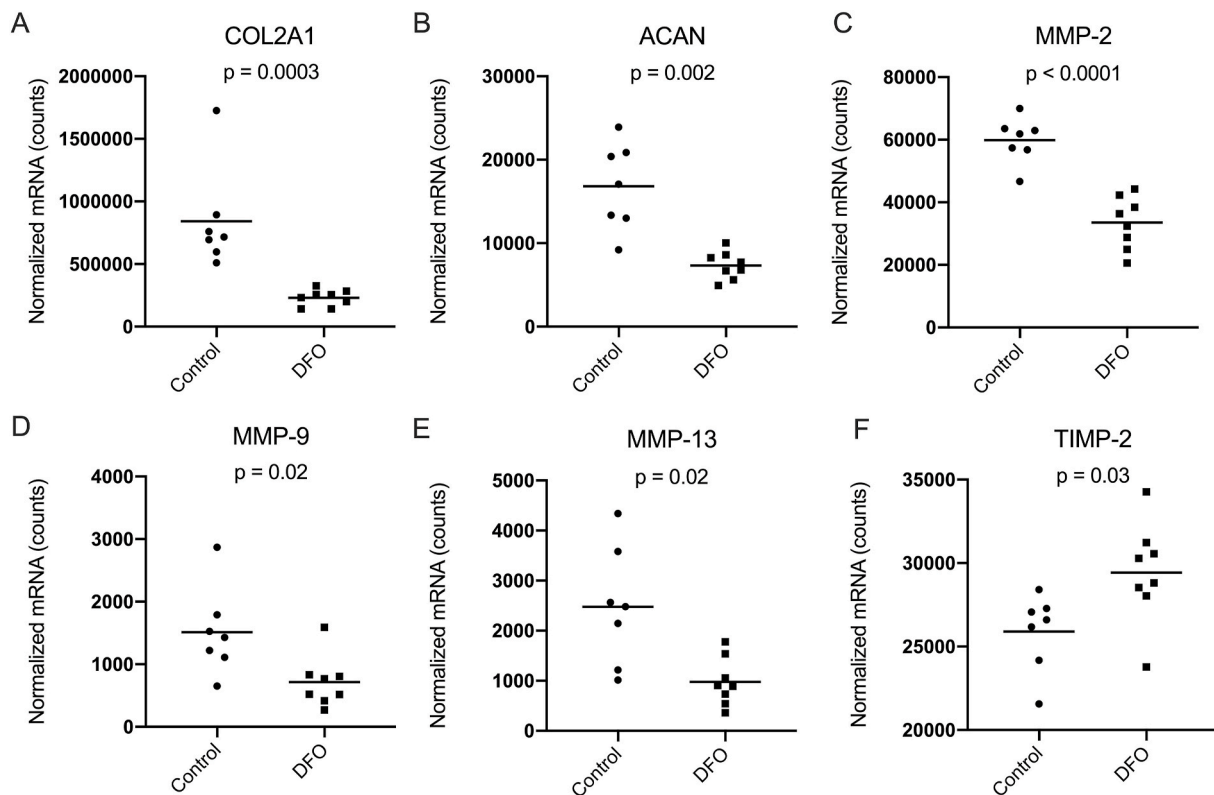 A
COL2A1
p = 0.0003
Normalized mRNA (counts)
2000000
1500000
1000000
500000
0
Control
DFO
B
ACAN
p = 0.002
Normalized mRNA (counts)
30000
20000
10000
0
Control
DFO
C
MMP-2
p < 0.0001
Normalized mRNA (counts)
80000
60000
40000
20000
0
Control
DFO
D
MMP-9
p = 0.02
Normalized mRNA (counts)
4000
3000
2000
1000
0
Control
DFO
E
MMP-13
p = 0.02
Normalized mRNA (counts)
5000
4000
3000
2000
1000
0
Control
DFO
F
TIMP-2
p = 0.03
Normalized mRNA (counts)
35000
30000
25000
20000
Control
DFO